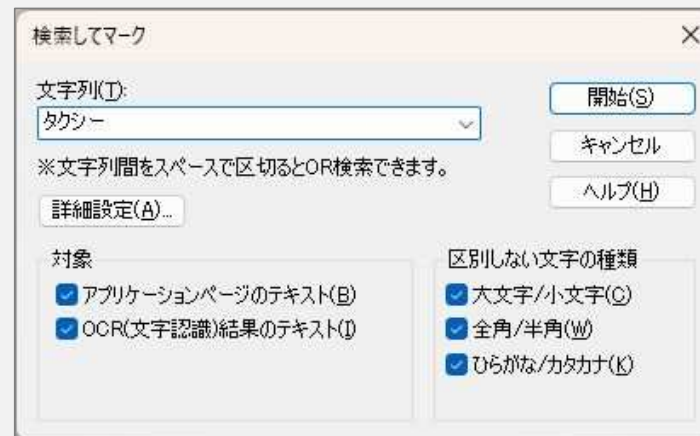 検索してマーク
文字列(T):
タクシー
※文字列間をスペースで区切るとOR検索できます。
詳細設定(A)...
開始(S)
キャンセル
ヘルプ(H)
対象
アプリケーションページのテキスト(B)
OCR(文字認識)結果のテキスト(I)
区別しない文字の種類
大文字/小文字(C)
全角/半角(W)
ひらがな/カタカナ(K)